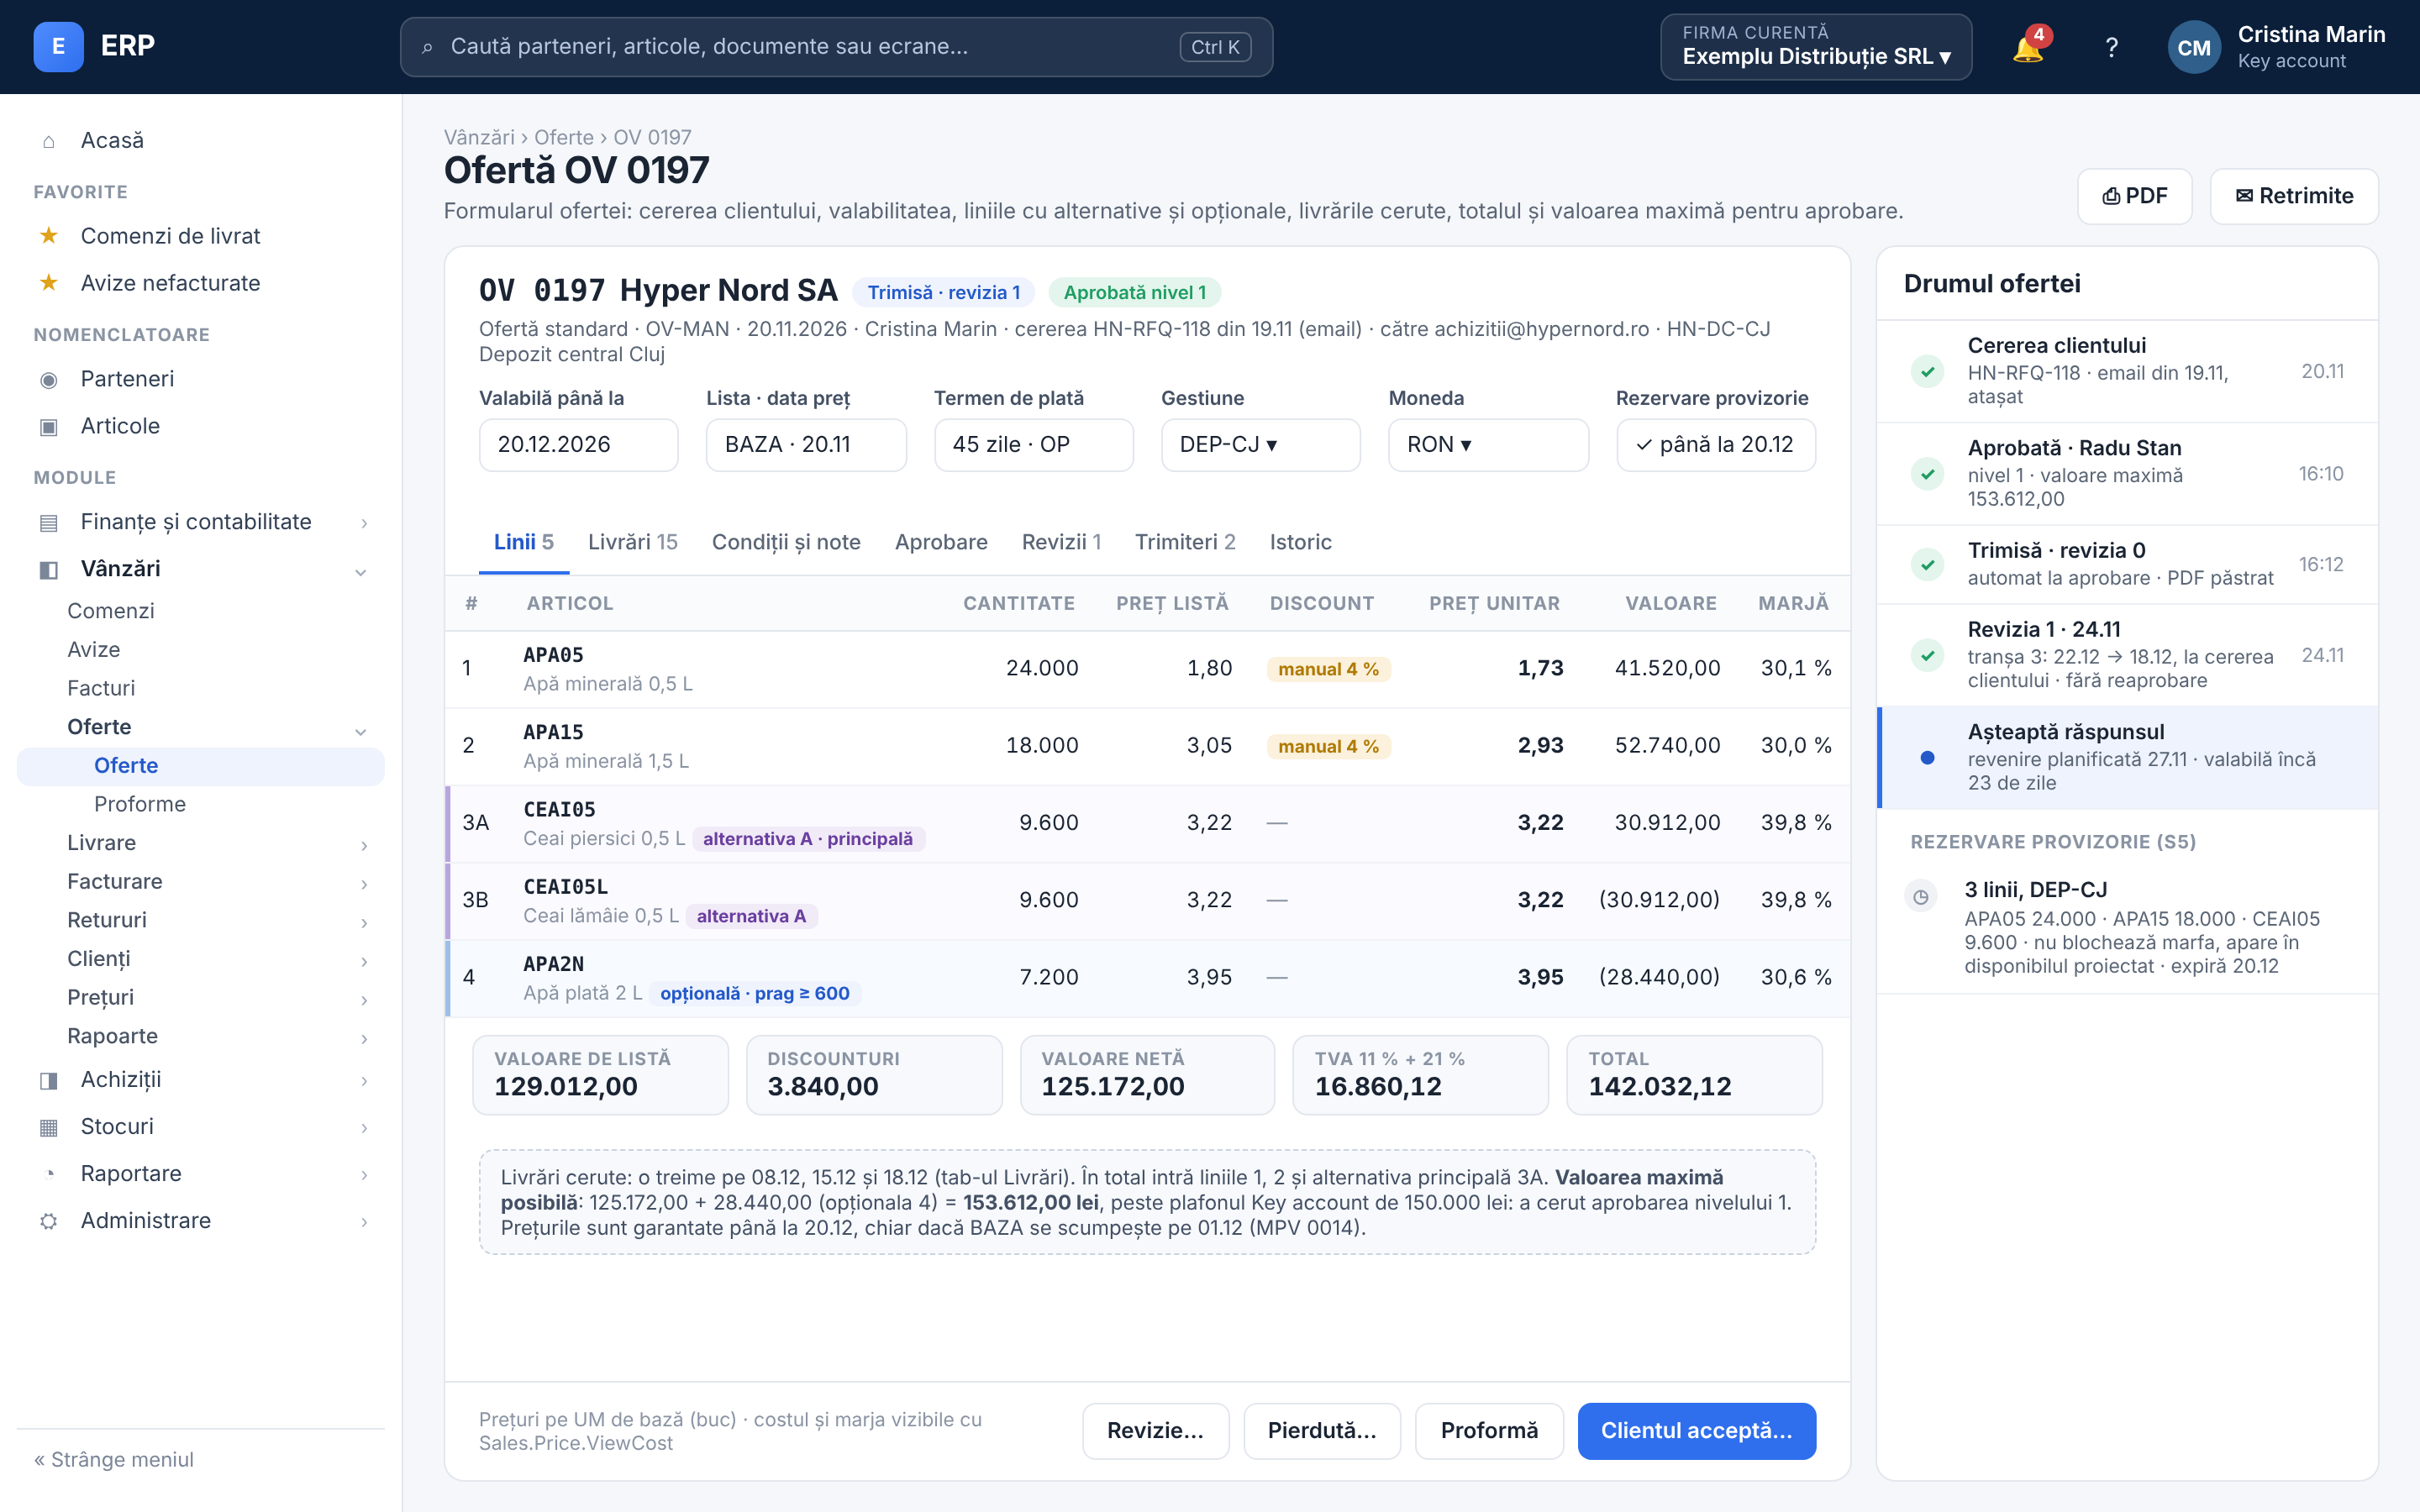 E ERP
Caută parteneri, articole, documente sau ecrane... Ctrl K
FIRMA CURENTĂ
Exemplu Distribuție SRL ▾
4
?
CM
Cristina Marin
Key account
Acasă
FAVORITE
★ Comenzi de livrat
★ Avize nefacturate
NOMENCLATOARE
Parteneri
Articole
MODULE
Finanțe și contabilitate ›
Vânzări
Comenzi
Avize
Facturi
Oferte
Oferte
Proforme
Livrare ›
Facturare ›
Retururi ›
Clienți ›
Prețuri ›
Rapoarte ›
Achiziții ›
Stocuri ›
Raportare ›
Administrare ›
« Strânge meniul
Vânzări › Oferte › OV 0197
Ofertă OV 0197
Formularul ofertei: cererea clientului, valabilitatea, liniile cu alternative și opționale, livrările cerute, totalul și valoarea maximă pentru aprobare.
⎙ PDF
✉ Retrimite
OV 0197 Hyper Nord SA Trimisă · revizia 1 Aprobată nivel 1
Ofertă standard · OV-MAN · 20.11.2026 · Cristina Marin · cererea HN-RFQ-118 din 19.11 (email) · către achizitii@hypernord.ro · HN-DC-CJ
Depozit central Cluj
Valabilă până la Lista · data preț Termen de plată Gestiune Moneda Rezervare provizorie
20.12.2026 BAZA · 20.11 45 zile · OP DEP-CJ ▾ RON ▾ ✓ până la 20.12
Linii 5 Livrări 15 Condiții și note Aprobare Revizii 1 Trimiteri 2 Istoric
# ARTICOL CANTITATE PREȚ LISTĂ DISCOUNT PREȚ UNITAR VALOARE MARJĂ
1 APA05 24.000 1,80 manual 4 % 1,73 41.520,00 30,1 %
Apă minerală 0,5 L
2 APA15 18.000 3,05 manual 4 % 2,93 52.740,00 30,0 %
Apă minerală 1,5 L
3A CEAI05 9.600 3,22 — 3,22 30.912,00 39,8 %
Ceai piersici 0,5 L alternativa A · principală
3B CEAI05L 9.600 3,22 — 3,22 (30.912,00) 39,8 %
Ceai lămâie 0,5 L alternativa A
4 APA2N 7.200 3,95 — 3,95 (28.440,00) 30,6 %
Apă plată 2 L opțională · prag ≥ 600
VALOARE DE LISTĂ DISCOUNTURI VALOARE NETĂ TVA 11 % + 21 % TOTAL
129.012,00 3.840,00 125.172,00 16.860,12 142.032,12
Livrări cerute: o treime pe 08.12, 15.12 și 18.12 (tab-ul Livrări). În total intră liniile 1, 2 și alternativa principală 3A. Valoarea maximă
posibilă: 125.172,00 + 28.440,00 (opționala 4) = 153.612,00 lei, peste plafonul Key account de 150.000 lei: a cerut aprobarea nivelului 1.
Prețurile sunt garantate până la 20.12, chiar dacă BAZA se scumpește pe 01.12 (MPV 0014).
Prețuri pe UM de bază (buc) · costul și marja vizibile cu
Sales.Price.ViewCost
Revizie... Pierdută... Proformă Clientul acceptă...
Drumul ofertei
Cererea clientului
HN-RFQ-118 · email din 19.11,
atașat
20.11
Aprobată · Radu Stan
nivel 1 · valoare maximă
153.612,00
16:10
Trimisă · revizia 0
automat la aprobare · PDF păstrat
16:12
Revizia 1 · 24.11
tranșa 3: 22.12 → 18.12, la cererea
clientului · fără reaprobare
24.11
Așteaptă răspunsul
revenire planificată 27.11 · valabilă încă
23 de zile
REZERVARE PROVIZORIE (S5)
3 linii, DEP-CJ
APA05 24.000 · APA15 18.000 · CEAI05
9.600 · nu blochează marfa, apare în
disponibilul proiectat · expiră 20.12